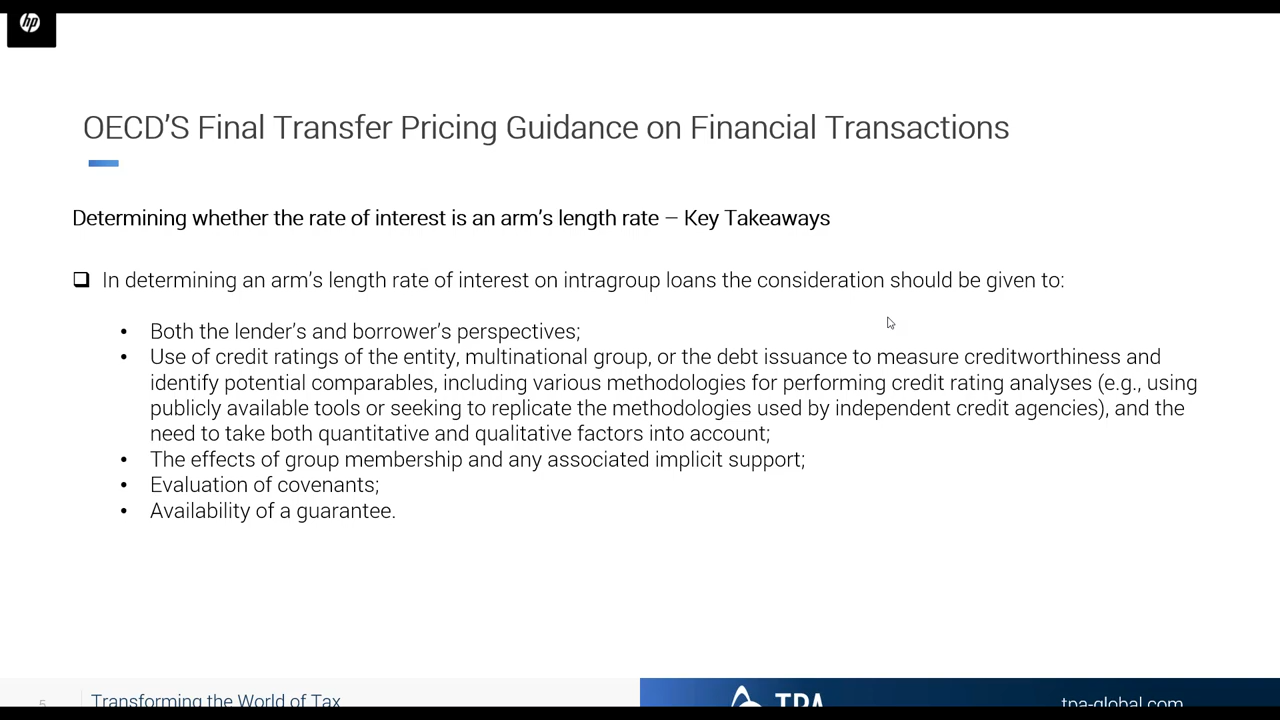 hp
OECD'S Final Transfer Pricing Guidance on Financial Transactions
Determining whether the rate of interest is an arm's length rate – Key Takeaways
❑ In determining an arm's length rate of interest on intragroup loans the consideration should be given to:
• Both the lender's and borrower's perspectives;
• Use of credit ratings of the entity, multinational group, or the debt issuance to measure creditworthiness and
identify potential comparables, including various methodologies for performing credit rating analyses (e.g., using
publicly available tools or seeking to replicate the methodologies used by independent credit agencies), and the
need to take both quantitative and qualitative factors into account;
• The effects of group membership and any associated implicit support;
• Evaluation of covenants;
• Availability of a guarantee.
5
Transforming the World of Tax
TPA
tpa-global.com